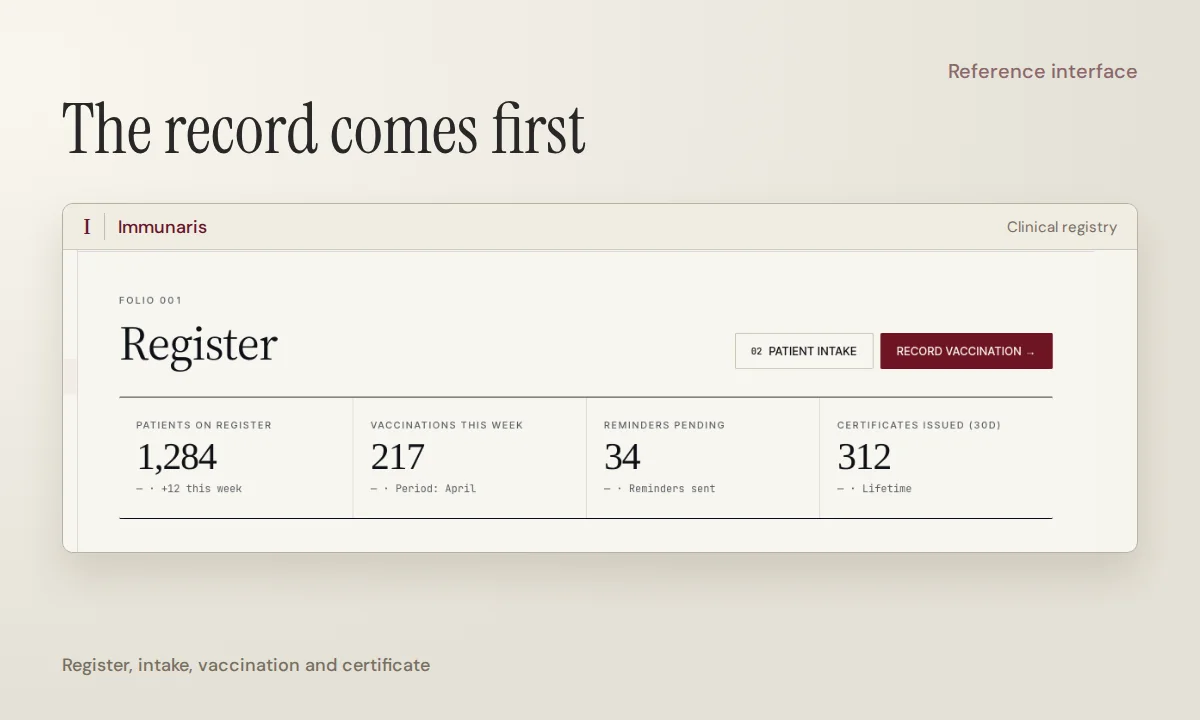 Reference interface
The record comes first
I Immunaris
Clinical registry
FOLIO 001
Register
02 PATIENT INTAKE
RECORD VACCINATION →
PATIENTS ON REGISTER
1,284
— · +12 this week
VACCINATIONS THIS WEEK
217
— · Period: April
REMINDERS PENDING
34
— · Reminders sent
CERTIFICATES ISSUED (30D)
312
— · Lifetime
Register, intake, vaccination and certificate